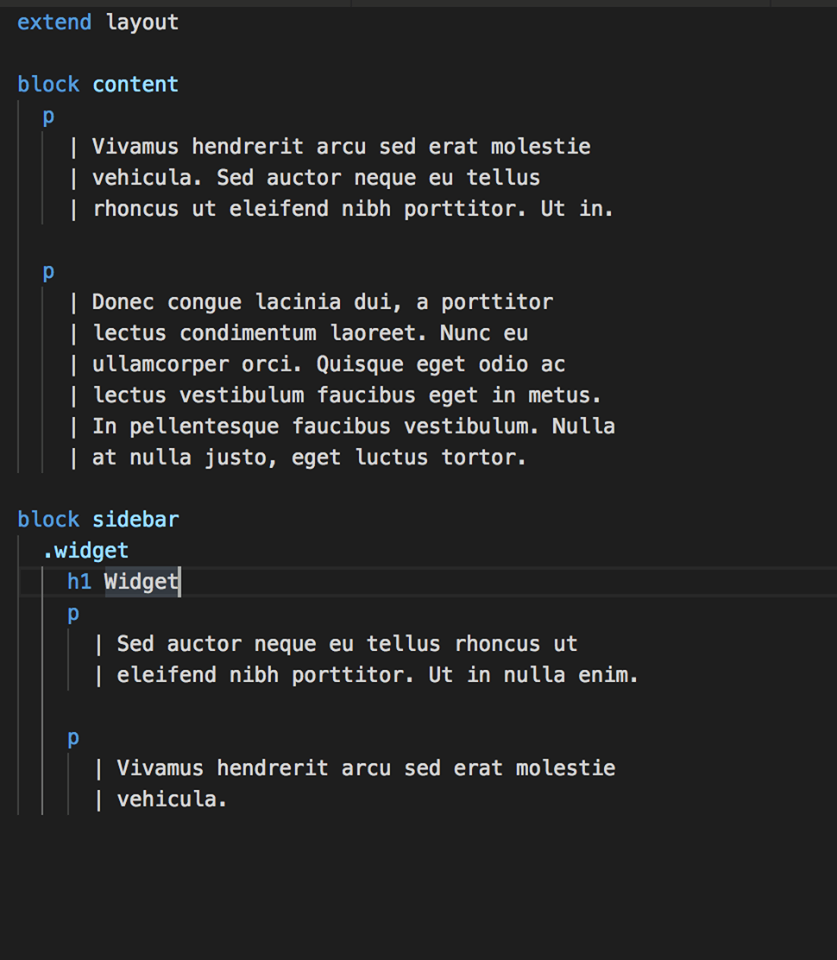 extend layout
block content
p
| Vivamus hendrerit arcu sed erat molestie
| vehicula. Sed auctor neque eu tellus
| rhoncus ut eleifend nibh porttitor. Ut in.
p
| Donec congue lacinia dui, a porttitor
| lectus condimentum laoreet. Nunc eu
| ullamcorper orci. Quisque eget odio ac
| lectus vestibulum faucibus eget in metus.
| In pellentesque faucibus vestibulum. Nulla
| at nulla justo, eget luctus tortor.
block sidebar
.widget
h1 Widget
p
| Sed auctor neque eu tellus rhoncus ut
| eleifend nibh porttitor. Ut in nulla enim.
p
| Vivamus hendrerit arcu sed erat molestie
| vehicula.